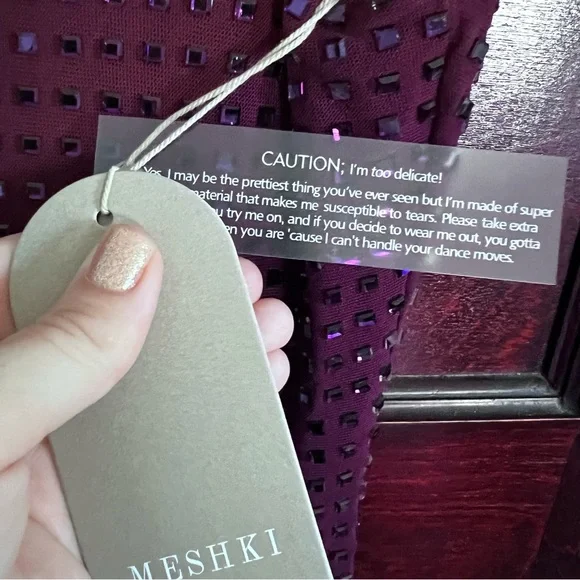 CAUTION; I'm too delicate!
Yes, I may be the prettiest thing you've ever seen but I'm made of super
material that makes me susceptible to tears. Please take extra
you try me on, and if you decide to wear me out, you gotta
you are 'cause I can't handle your dance moves.
MESHKI